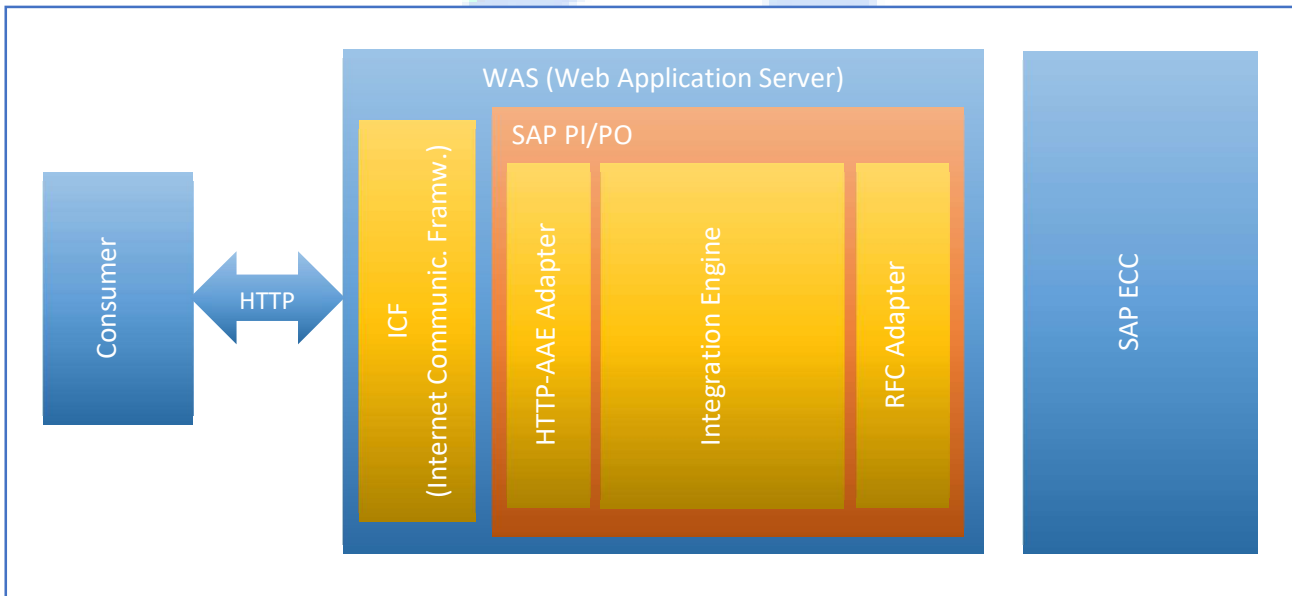 WAS (Web Application Server)
SAP PI/PO
Consumer
HTTP
ICF
(Internet Communic. Framw.)
HTTP-AAE Adapter
Integration Engine
RFC Adapter
SAP ECC